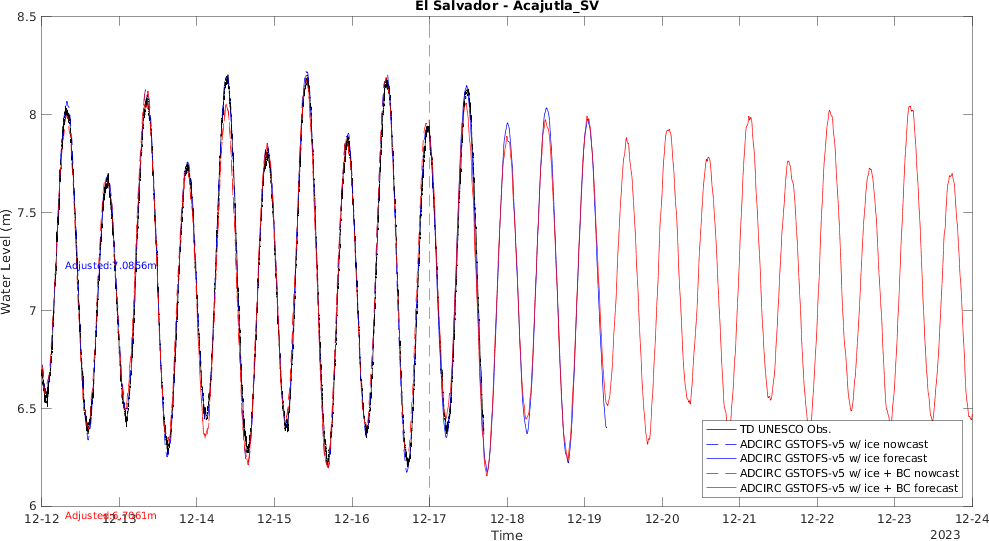 El Salvador - Acajutla_SV
8.5
8
7.5
7
6.5
6
Water Level (m)
Adjusted:7.0856m
Adjusted:6.7061m
12-12
12-13
12-14
12-15
12-16
12-17
12-18
12-19
12-20
12-21
12-22
12-23
12-24
Time
2023
TD UNESCO Obs.
ADCIRC GSTOFS-v5 w/ ice nowcast
ADCIRC GSTOFS-v5 w/ ice forecast
ADCIRC GSTOFS-v5 w/ ice + BC nowcast
ADCIRC GSTOFS-v5 w/ ice + BC forecast